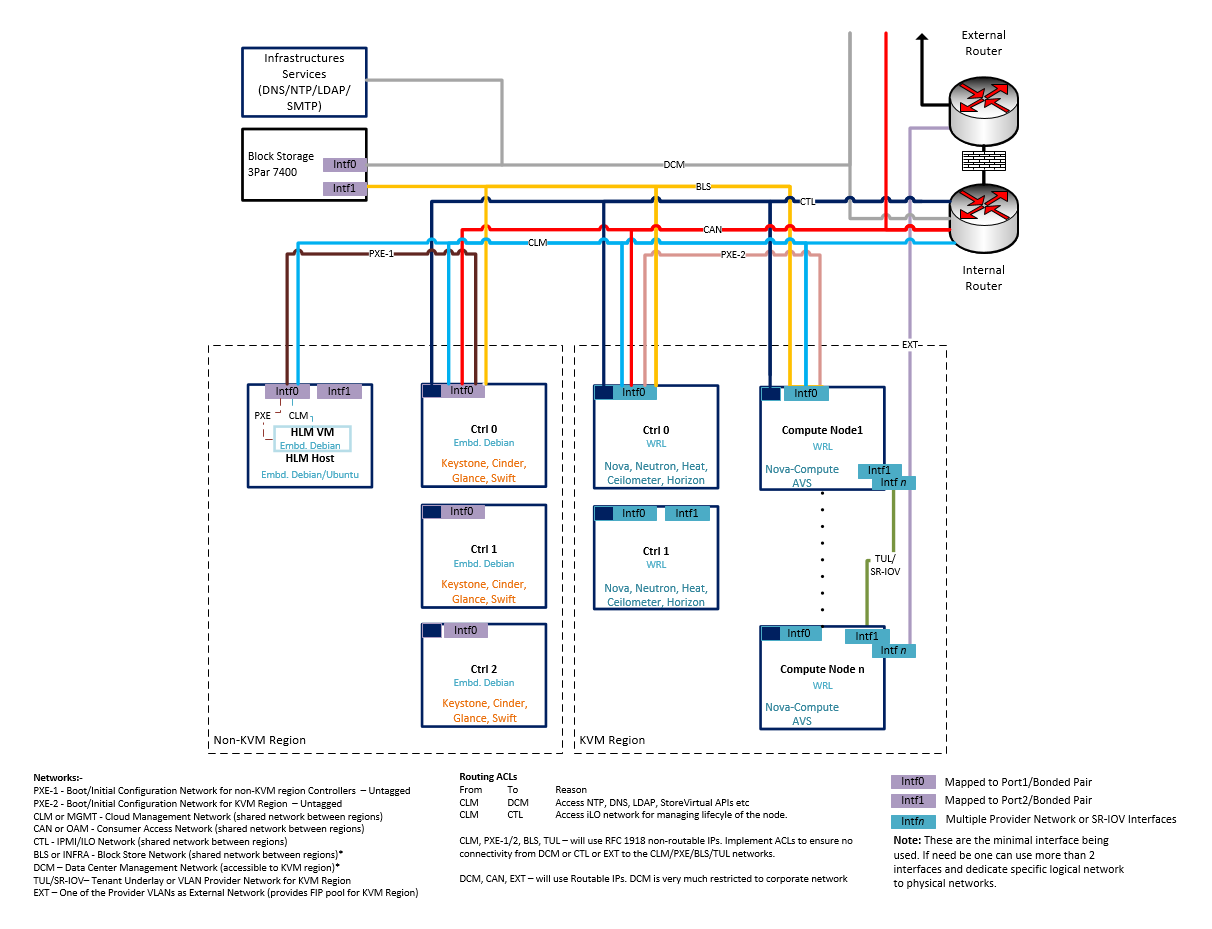 External
Router
Infrastructures
Services
(DNS/NTP/LDAP/
SMTP)
Block Storage
3Par 7400
Intf0
Intf1
DCM
BLS
CTL
CAN
CLM
PXE-1
PXE-2
Internal
Router
EXT
Intf0
Intf1
PXE
CLM
HLM VM
Embd. Debian
HLM Host
Embd. Debian/Ubuntu
Intf0
Ctrl 0
Embd. Debian
Keystone, Cinder,
Glance, Swift
Intf0
Ctrl 1
Embd. Debian
Keystone, Cinder,
Glance, Swift
Intf0
Ctrl 2
Embd. Debian
Keystone, Cinder,
Glance, Swift
Non-KVM Region
Intf0
Ctrl 0
WRL
Nova, Neutron, Heat,
Ceilometer, Horizon
Intf0
Intf1
Ctrl 1
WRL
Nova, Neutron, Heat,
Ceilometer, Horizon
Intf0
Compute Node1
WRL
Nova-Compute
AVS
Intf1
Intf n
TUL/
SR-IOV
Intf0
Intf1
Intf n
Compute Node n
WRL
Nova-Compute
AVS
KVM Region
Networks:-
PXE-1 - Boot/Initial Configuration Network for non-KVM region Controllers – Untagged
PXE-2 - Boot/Initial Configuration Network for KVM Region – Untagged
CLM or MGMT - Cloud Management Network (shared network between regions)
CAN or OAM - Consumer Access Network (shared network between regions)
CTL - IPMI/ILO Network (shared network between regions)
BLS or INFRA - Block Store Network (shared network between regions)*
DCM – Data Center Management Network (accessible to KVM region)*
TUL/SR-IOV– Tenant Underlay or VLAN Provider Network for KVM Region
EXT – One of the Provider VLANs as External Network (provides FIP pool for KVM Region)
Routing ACLs
From To Reason
CLM DCM Access NTP, DNS, LDAP, StoreVirtual APIs etc
CLM CTL Access iLO network for managing lifecyle of the node.
CLM, PXE-1/2, BLS, TUL – will use RFC 1918 non-routable IPs. Implement ACLs to ensure no
connectivity from DCM or CTL or EXT to the CLM/PXE/BLS/TUL networks.
DCM, CAN, EXT – will use Routable IPs. DCM is very much restricted to corporate network
Intf0 Mapped to Port1/Bonded Pair
Intf1 Mapped to Port2/Bonded Pair
Intfn Multiple Provider Network or SR-IOV Interfaces
Note: These are the minimal interface being
used. If need be one can use more than 2
interfaces and dedicate specific logical network
to physical networks.